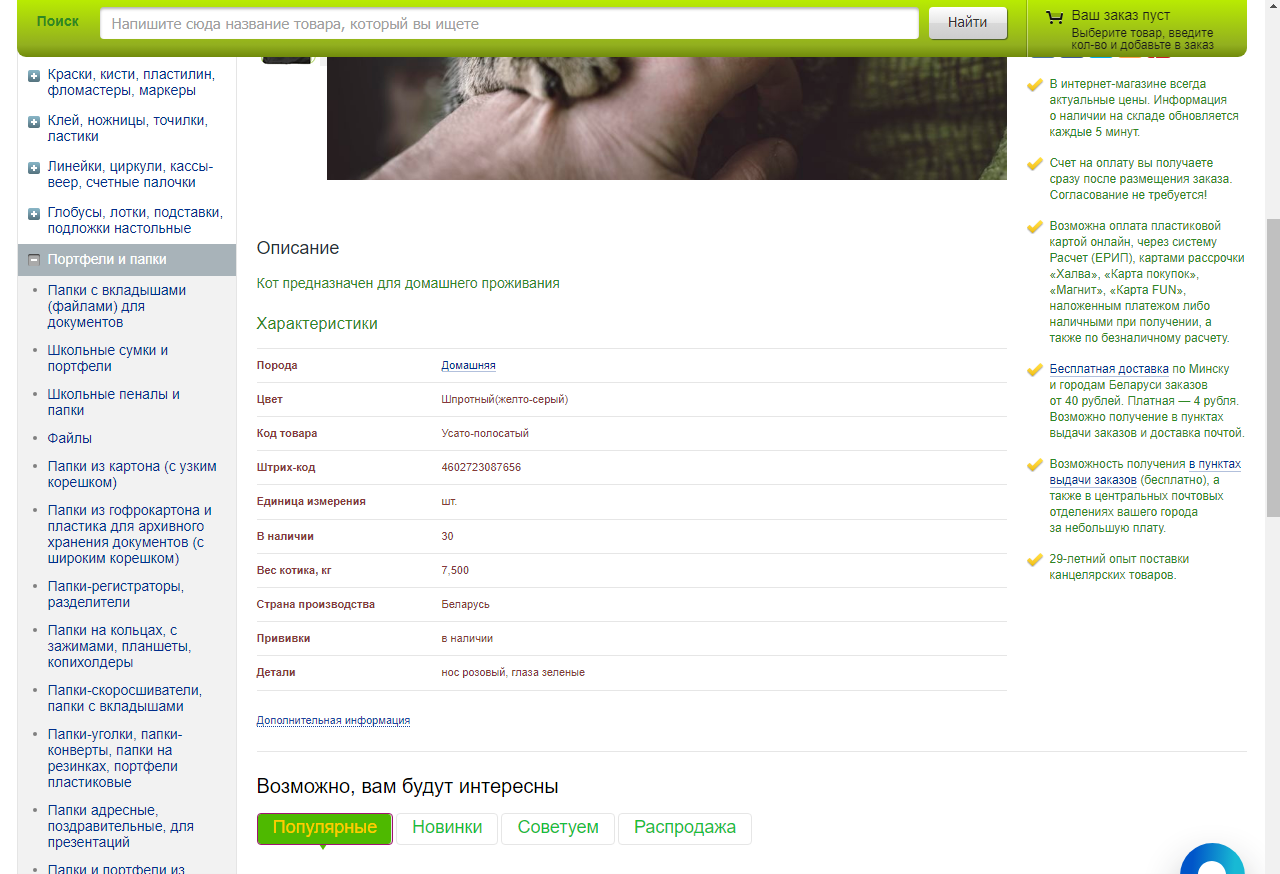 Поиск
Напишите сюда название товара, который вы ищете
Найти
Ваш заказ пуст
Выберите товар, введите
кол-во и добавьте в заказ
Краски, кисти, пластилин,
фломастеры, маркеры
Клей, ножницы, точилки,
ластики
Линейки, циркули, кассы-
веер, счетные палочки
Глобусы, лотки, подставки,
подложки настольные
Портфели и папки
Папки с вкладышами
(файлами) для
документов
Школьные сумки и
портфели
Школьные пеналы и
папки
Файлы
Папки из картона (с узким
корешком)
Папки из гофрокартона и
пластика для архивного
хранения документов (с
широким корешком)
Папки-регистраторы,
разделители
Папки на кольцах, с
зажимами, планшеты,
копихолдеры
Папки-скоросшиватели,
папки с вкладышами
Папки-уголки, папки-
конверты, папки на
резинках, портфели
пластиковые
Папки адресные,
поздравительные, для
презентаций
Папки и портфели из
Описание
Кот предназначен для домашнего проживания
Характеристики
Порода Домашняя
Цвет Шпротный(желто-серый)
Код товара Усато-полосатый
Штрих-код 4602723087656
Единица измерения шт.
В наличии 30
Вес котика, кг 7,500
Страна производства Беларусь
Прививки в наличии
Детали нос розовый, глаза зеленые
Дополнительная информация
Возможно, вам будут интересны
Популярные Новинки Советуем Распродажа
В интернет-магазине всегда
актуальные цены. Информация
о наличии на складе обновляется
каждые 5 минут.
Счет на оплату вы получаете
сразу после размещения заказа.
Согласование не требуется!
Возможна оплата пластиковой
картой онлайн, через систему
Расчет (ЕРИП), картами рассрочки
«Халва», «Карта покупок»,
«Магнит», «Карта FUN»,
наложенным платежом либо
наличными при получении, а
также по безналичному расчету.
Бесплатная доставка по Минску
и городам Беларуси заказов
от 40 рублей. Платная — 4 рубля.
Возможно получение в пунктах
выдачи заказов и доставка почтой.
Возможность получения в пунктах
выдачи заказов (бесплатно), а
также в центральных почтовых
отделениях вашего города
за небольшую плату.
29-летний опыт поставки
канцелярских товаров.